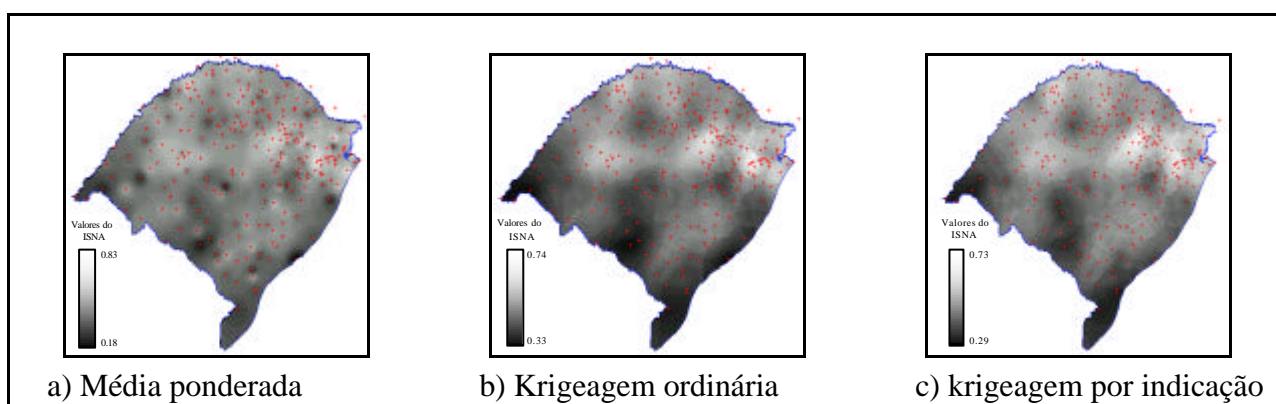 Valores do
ISNA
0.83
0.18
a) Média ponderada
Valores do
ISNA
0.74
0.33
b) Krigeagem ordinária
Valores do
ISNA
0.73
0.29
c) krigeagem por indicação